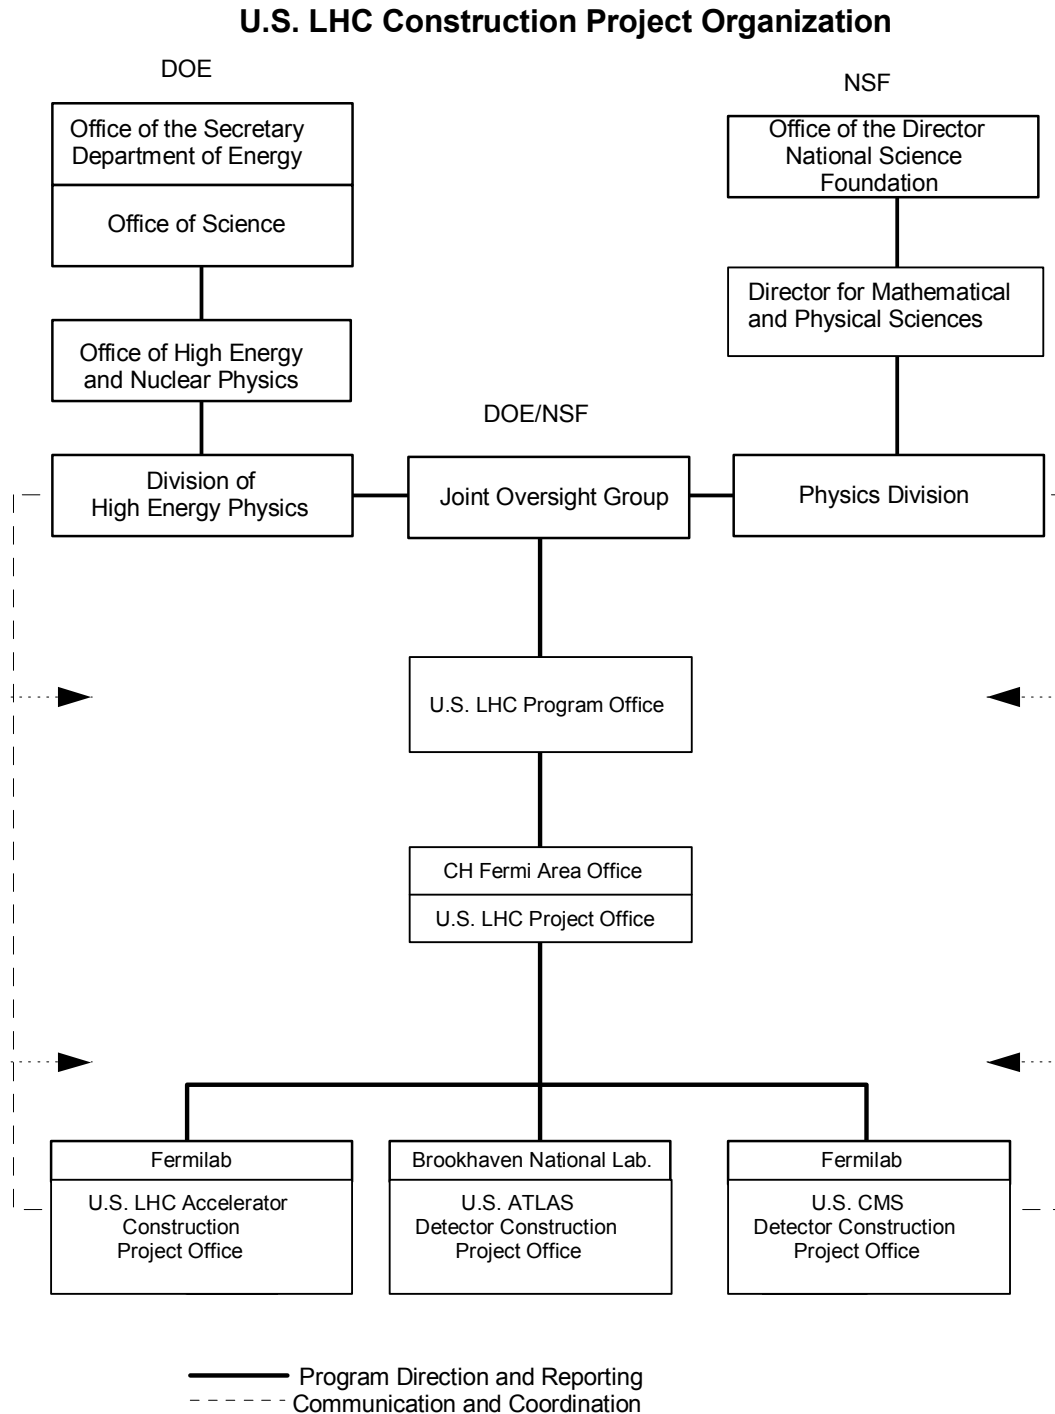 U.S. LHC Construction Project Organization
DOE
NSF
Office of the Secretary
Department of Energy
Office of Science
Office of the Director
National Science
Foundation
Director for Mathematical
and Physical Sciences
Office of High Energy
and Nuclear Physics
DOE/NSF
Division of
High Energy Physics
Joint Oversight Group
Physics Division
U.S. LHC Program Office
CH Fermi Area Office
U.S. LHC Project Office
Fermilab
U.S. LHC Accelerator
Construction
Project Office
Brookhaven National Lab.
U.S. ATLAS
Detector Construction
Project Office
Fermilab
U.S. CMS
Detector Construction
Project Office
Program Direction and Reporting
Communication and Coordination